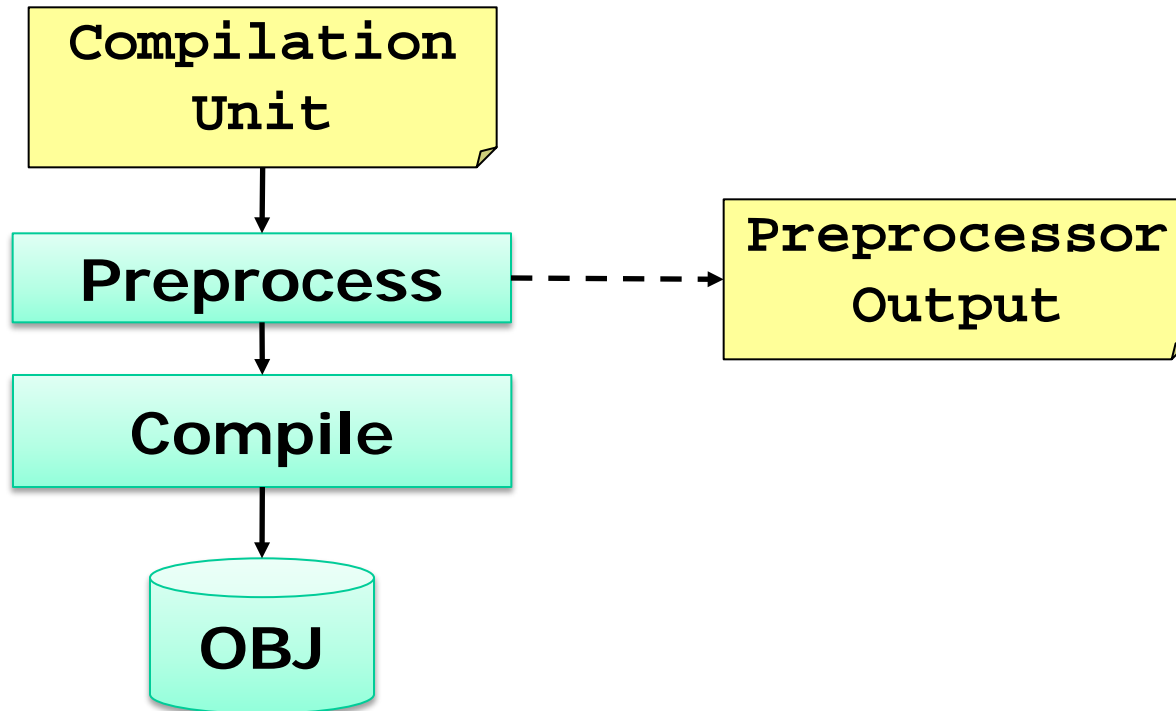 Compilation
Unit
Preprocess
Preprocessor
Output
Compile
OBJ